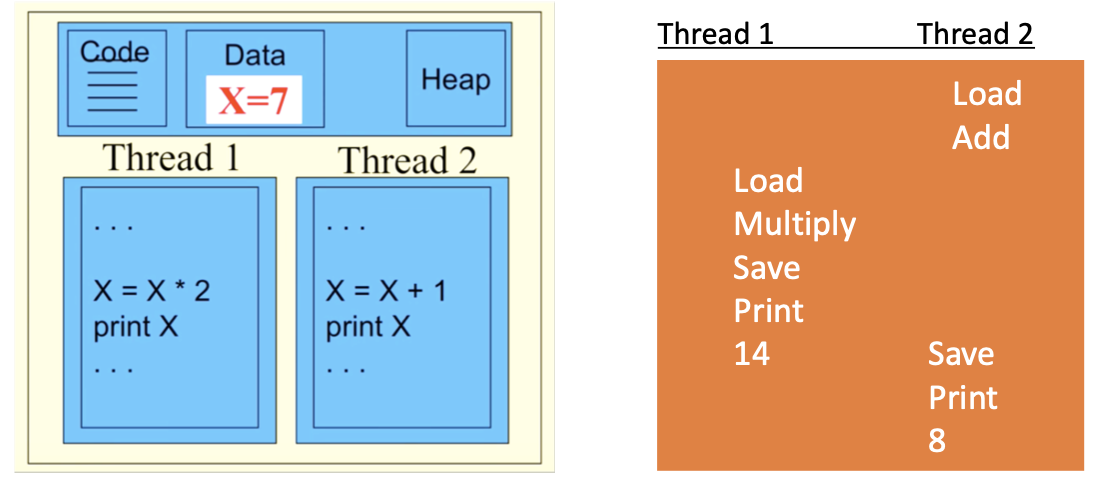 Code
Data
X=7
Heap
Thread 1
Thread 2
. . .
X = X * 2
print X
. . .
. . .
X = X + 1
print X
. . .
Thread 1
Thread 2
Load
Add
Load
Multiply
Save
Print
14
Save
Print
8